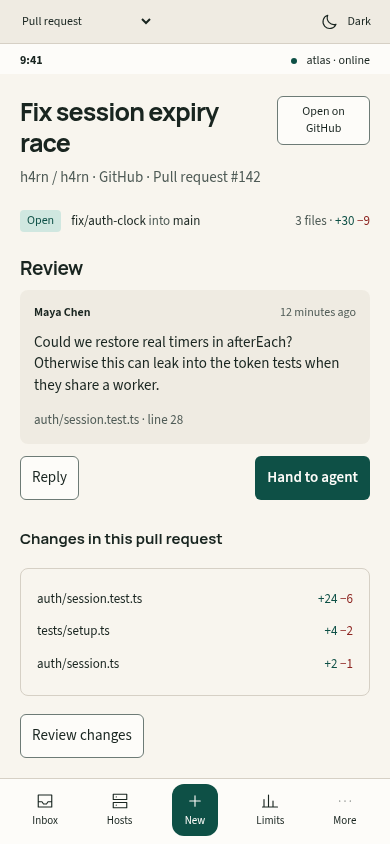 Pull request
Dark
9:41
atlas · online
Fix session expiry race
Open on GitHub
h4rn / h4rn · GitHub · Pull request #142
Open
fix/auth-clock into main
3 files · +30 −9
Review
Maya Chen
12 minutes ago
Could we restore real timers in afterEach?
Otherwise this can leak into the token tests when
they share a worker.
auth/session.test.ts · line 28
Reply
Hand to agent
Changes in this pull request
auth/session.test.ts
+24 −6
tests/setup.ts
+4 −2
auth/session.ts
+2 −1
Review changes
Inbox
Hosts
New
Limits
More